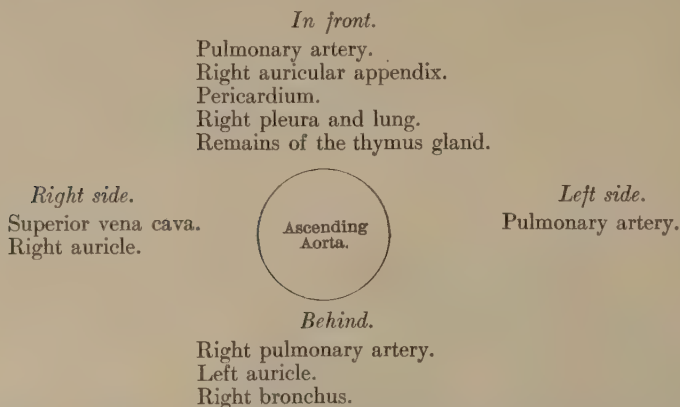 In front.
Pulmonary artery.
Right auricular appendix.
Pericardium.
Right pleura and lung.
Remains of the thymus gland.
Right side.
Superior vena cava.
Right auricle.
Ascending
Aorta.
Left side.
Pulmonary artery.
Behind.
Right pulmonary artery.
Left auricle.
Right bronchus.